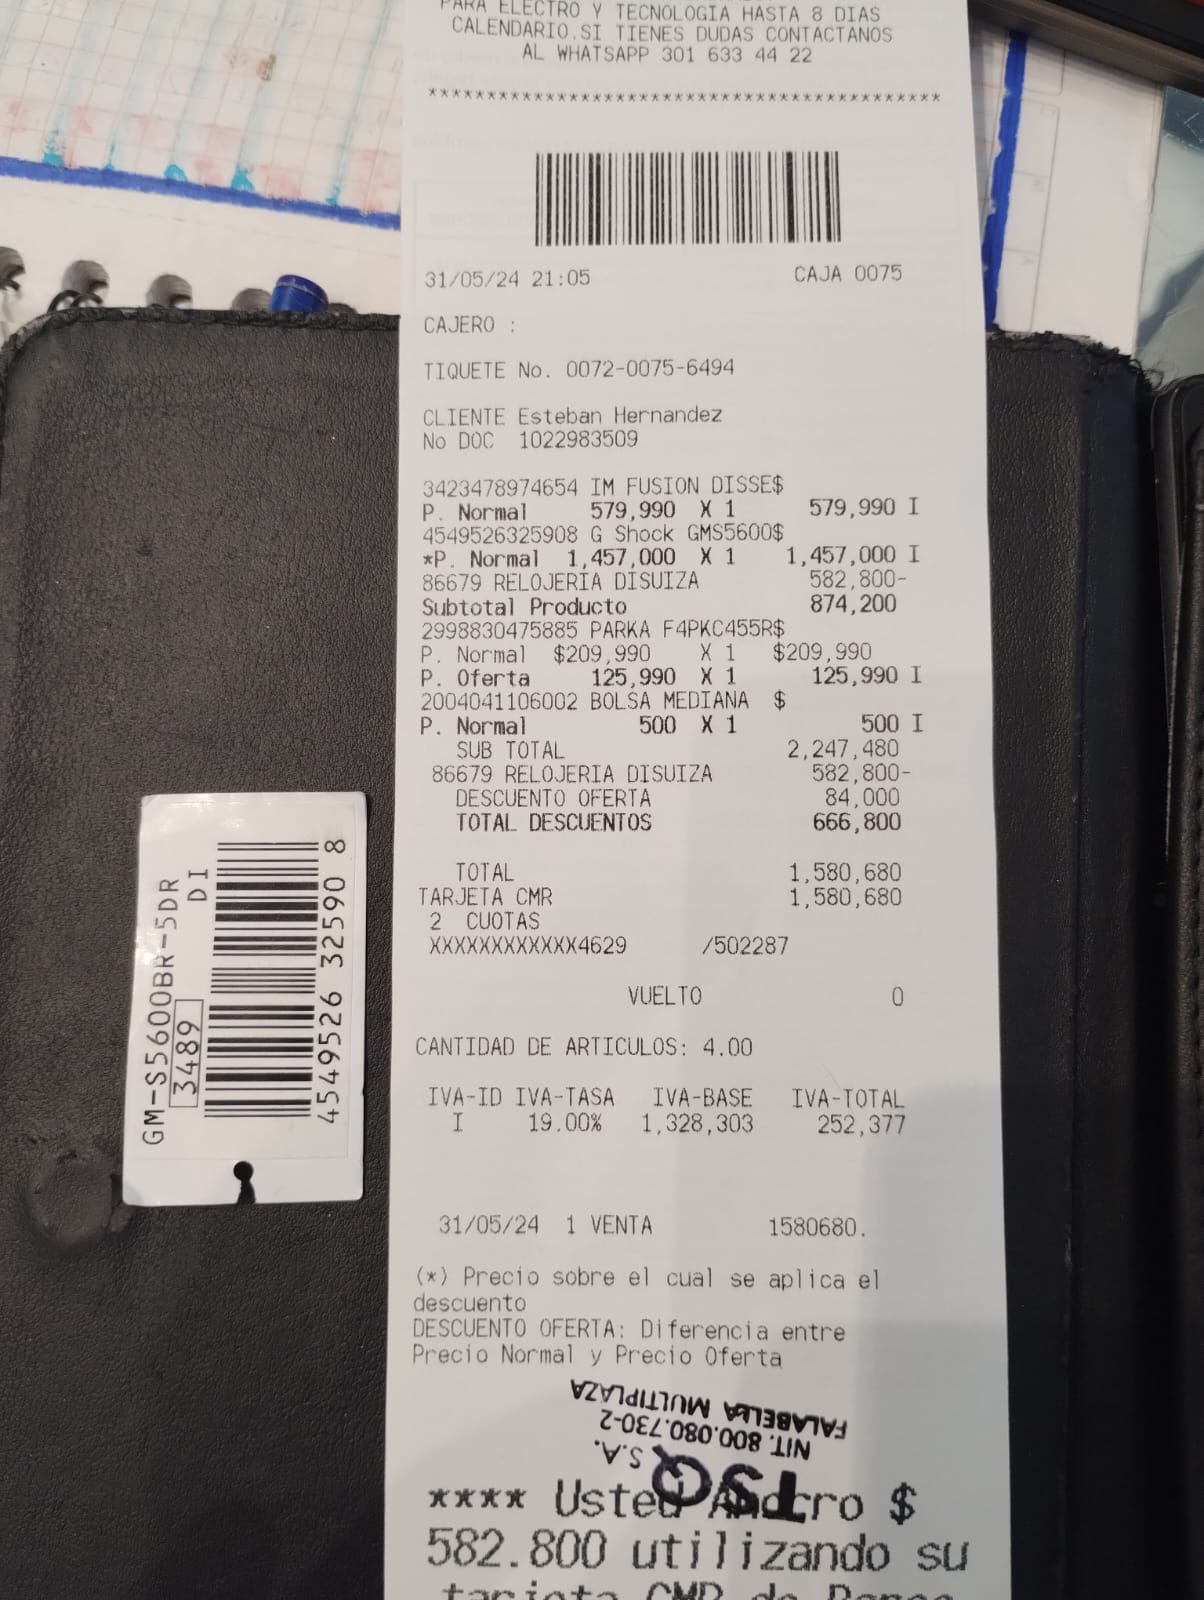 PARA ELECTRO Y TECNOLOGIA HASTA 8 DIAS
CALENDARIO.SI TIENES DUDAS CONTACTANOS
AL WHATSAPP 301 633 44 22
*******************************************
31/05/24 21:05 CAJA 0075
CAJERO :
TIQUETE No. 0072-0075-6494
CLIENTE Esteban Hernandez
No DOC 1022983509
3423478974654 IM FUSION DISSE$
P. Normal 579,990 X 1 579,990 I
4549526325908 G Shock GMS5600$
*P. Normal 1,457,000 X 1 1,457,000 I
86679 RELOJERIA DISUIZA 582,800-
Subtotal Producto 874,200
2998830475885 PARKA F4PKC455R$
P. Normal $209,990 X 1 $209,990
P. Oferta 125,990 X 1 125,990 I
2004041106002 BOLSA MEDIANA $
P. Normal 500 X 1 500 I
SUB TOTAL 2,247,480
86679 RELOJERIA DISUIZA 582,800-
DESCUENTO OFERTA 84,000
TOTAL DESCUENTOS 666,800
TOTAL 1,580,680
TARJETA CMR 1,580,680
2 CUOTAS
XXXXXXXXXXXX4629 /502287
VUELTO 0
CANTIDAD DE ARTICULOS: 4.00
IVA-ID IVA-TASA IVA-BASE IVA-TOTAL
I 19.00% 1,328,303 252,377
31/05/24 1 VENTA 1580680.
(*) Precio sobre el cual se aplica el
descuento
DESCUENTO OFERTA: Diferencia entre
Precio Normal y Precio Oferta
FALABELLA MULTIPLAZA
NIT. 800.080.730-2
S.A.
**** Usted Ahorro $
582.800 utilizando su
tarjeta CMR de Banco
GM-S5600BR-5DR
3489 DI
4549526 32590 8